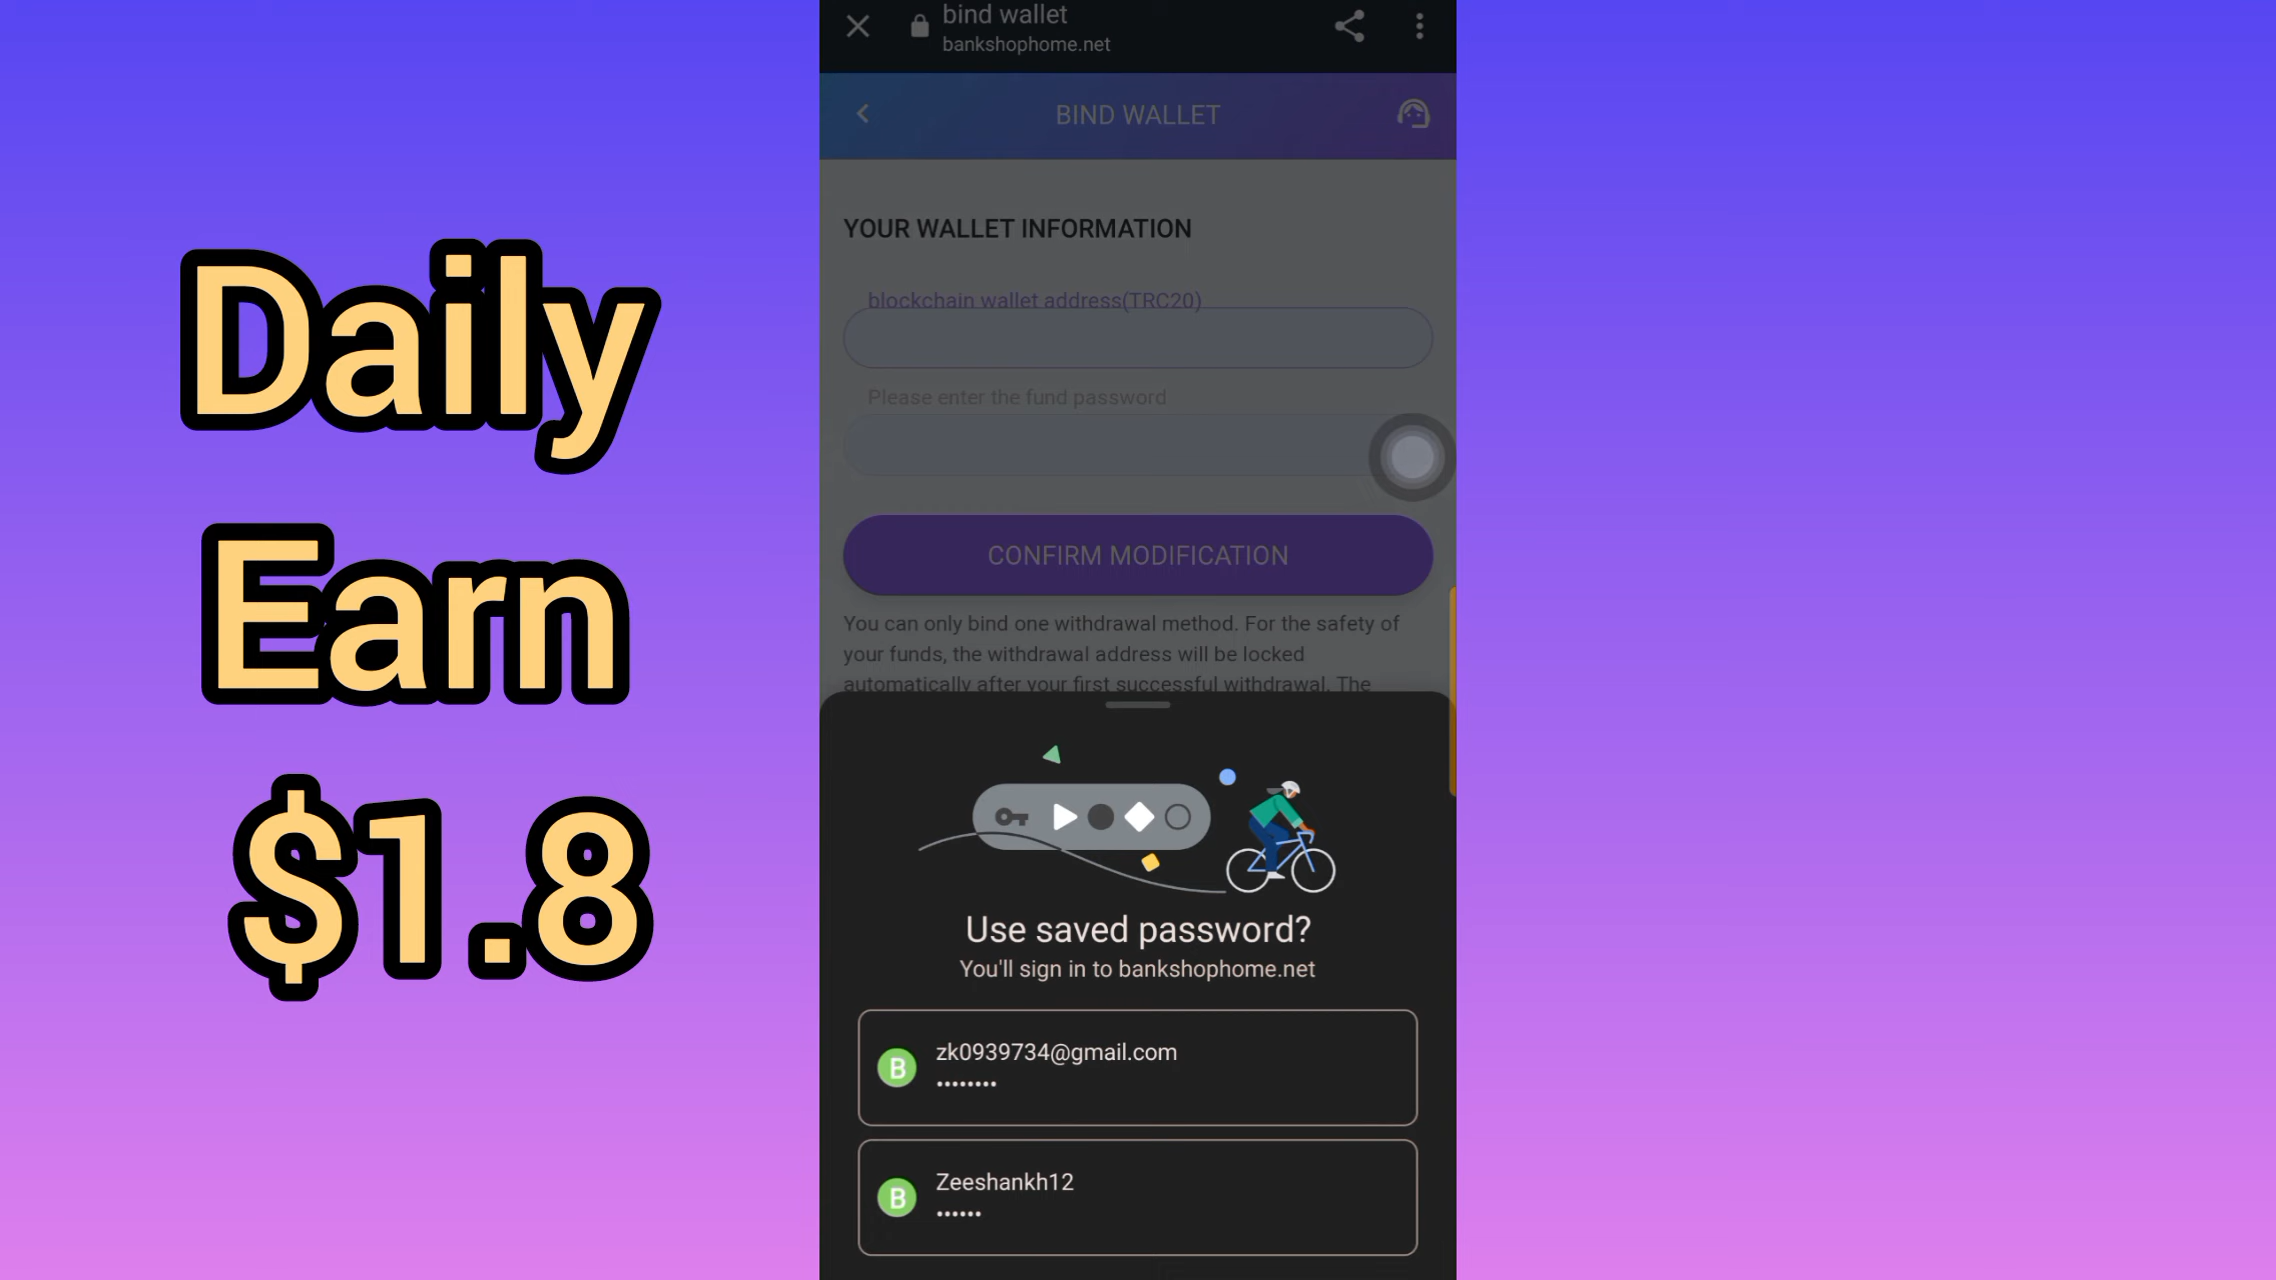 Daily
Earn
$1.8
bind wallet
bankshophome.net
BIND WALLET
YOUR WALLET INFORMATION
blockchain wallet address(TRC20)
Please enter the fund password
CONFIRM MODIFICATION
You can only bind one withdrawal method. For the safety of
your funds, the withdrawal address will be locked
automatically after your first successful withdrawal. The
Use saved password?
You'll sign in to bankshophome.net
B
zk0939734@gmail.com
••••••••
B
Zeeshankh12
••••••